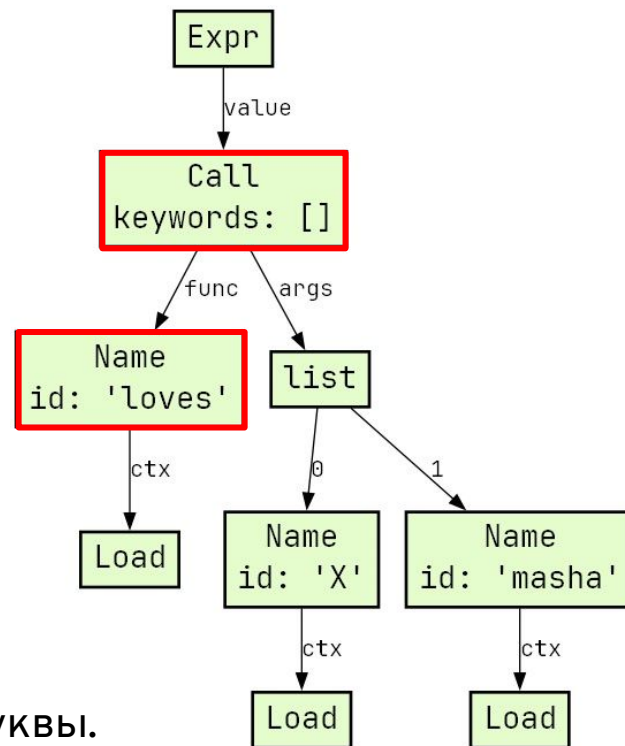 Expr
value
Call
keywords: []
func
args
Name
id: 'loves'
list
ctx
0
1
Load
Name
id: 'X'
Name
id: 'masha'
ctx
ctx
Load
Load